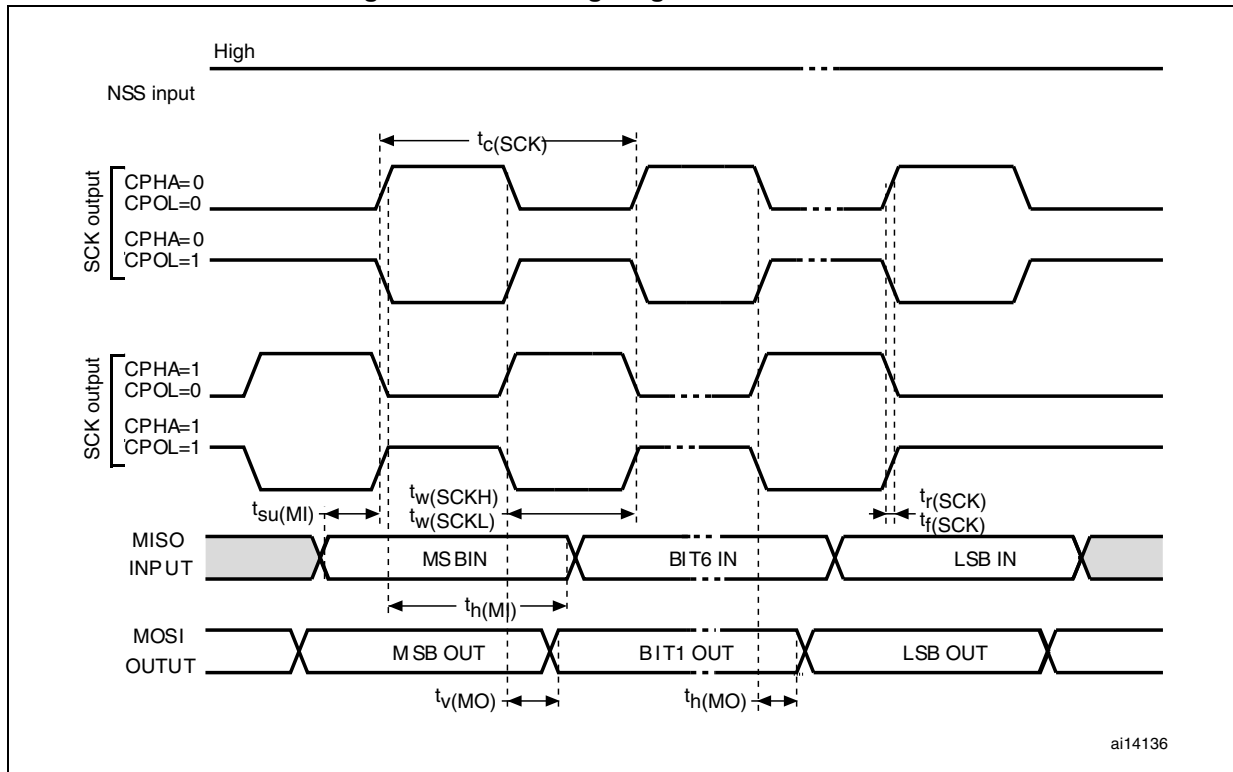 High
NSS input
tc(SCK)
SCK output
CPHA=0
CPOL=0
CPHA=0
CPOL=1
SCK output
CPHA=1
CPOL=0
CPHA=1
CPOL=1
tsu(MI)
tw(SCKH)
tw(SCKL)
tr(SCK)
tf(SCK)
MISO
INPUT
MSBIN
BIT6 IN
LSB IN
th(MI)
MOSI
OUTUT
MSB OUT
BIT1 OUT
LSB OUT
tv(MO)
th(MO)
ai14136